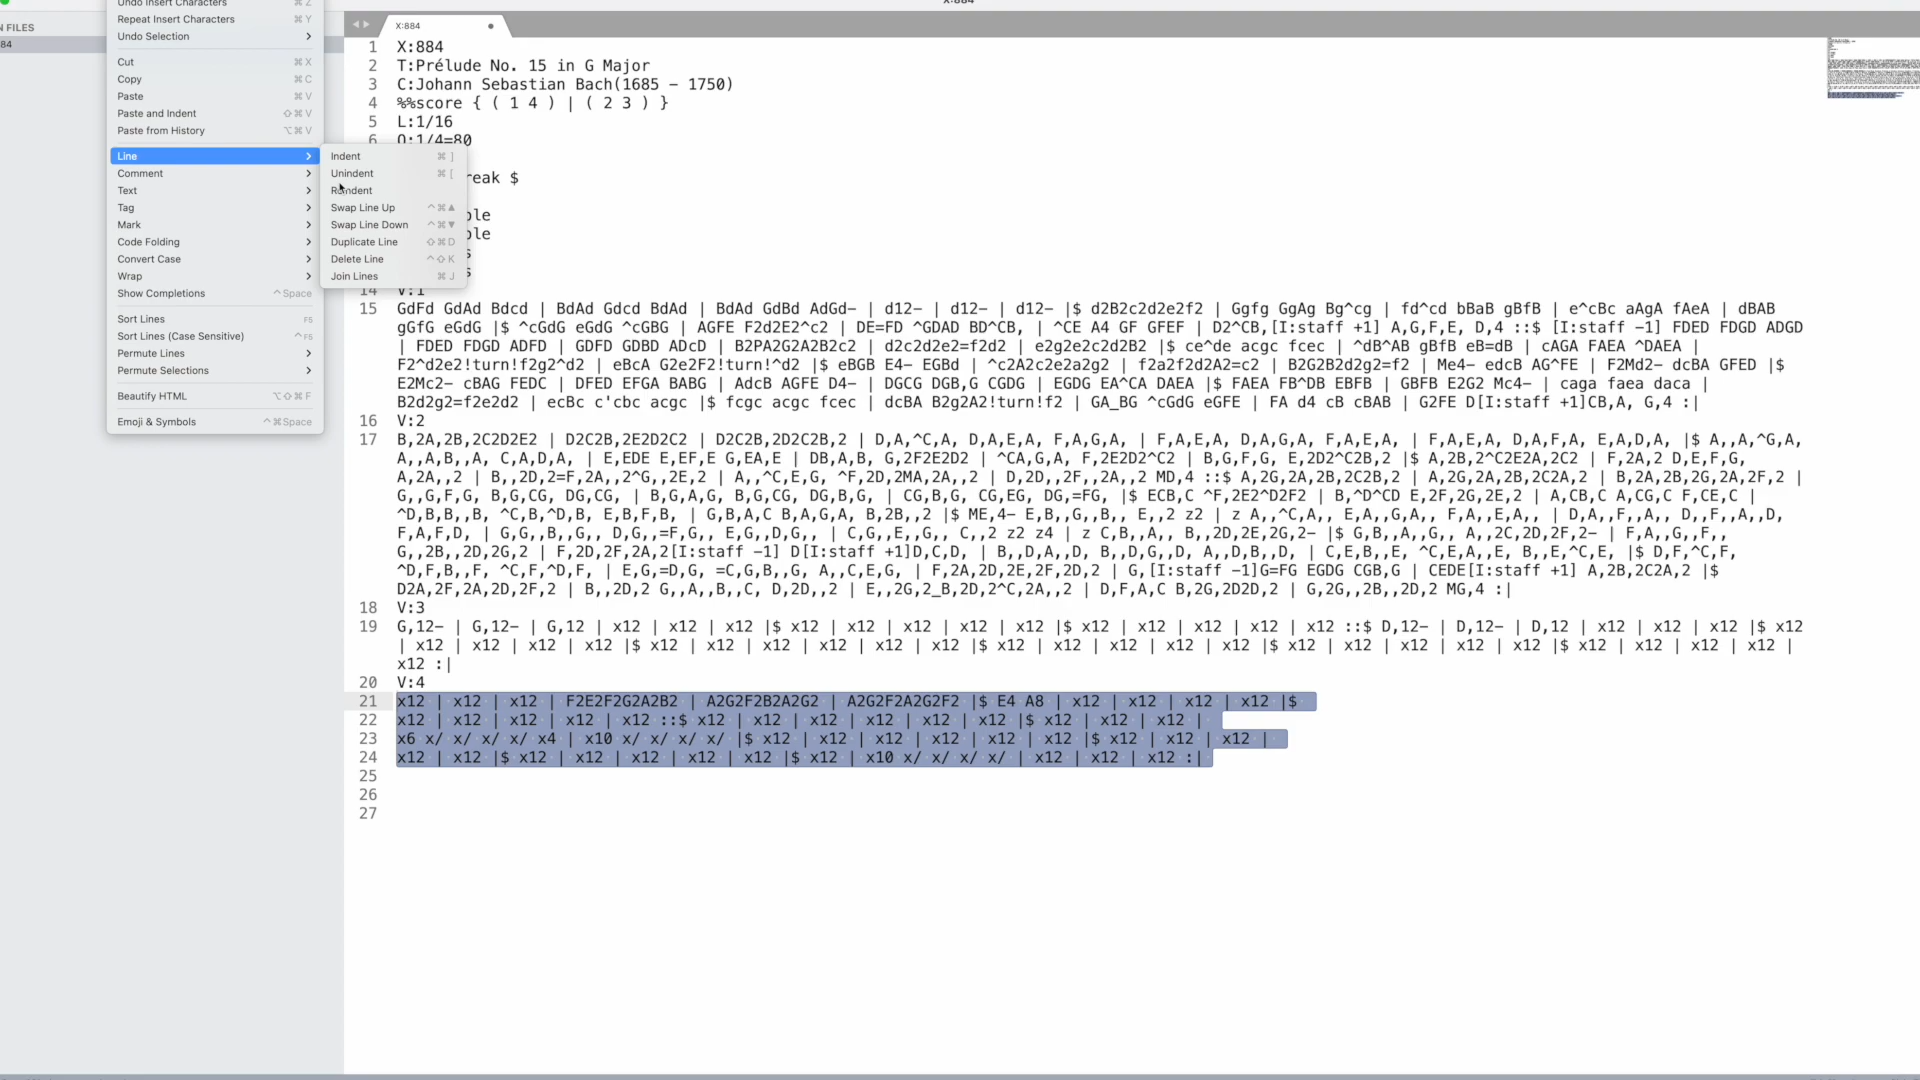 X:884
Undo Insert Characters ⌘ Z
Repeat Insert Characters ⌘ Y
Undo Selection
Cut ⌘ X
Copy ⌘ C
Paste ⌘ V
Paste and Indent ⇧ ⌘ V
Paste from History ⌥ ⌘ V
Line
Comment
Text
Tag
Mark
Code Folding
Convert Case
Wrap
Show Completions ^ Space
Sort Lines F5
Sort Lines (Case Sensitive) ^ F5
Permute Lines
Permute Selections
Beautify HTML ⌥ ⇧ ⌘ F
Emoji & Symbols ^ ⌘ Space
Indent ⌘ ]
Unindent ⌘ [
Reindent
Swap Line Up ^ ⌘ ▲
Swap Line Down ^ ⌘ ▼
Duplicate Line ⇧ ⌘ D
Delete Line ^ ⇧ K
Join Lines ⌘ J
N FILES
84
X:884
1 X:884
2 T:Prélude No. 15 in G Major
3 C:Johann Sebastian Bach(1685 – 1750)
4 %%score { ( 1 4 ) | ( 2 3 ) }
5 L:1/16
6 Q:1/4=80
reak $
ble
ble
s
s
14 V:1
15 GdFd GdAd Bdcd | BdAd Gdcd BdAd | BdAd GdBd AdGd- | d12- | d12- | d12- |$ d2B2c2d2e2f2 | Ggfg GgAg Bg^cg | fd^cd bBaB gBfB | e^cBc aAgA fAeA | dBAB
gGfG eGdG |$ ^cGdG eGdG ^cGBG | AGFE F2d2E2^c2 | DE=FD ^GDAD BD^CB, | ^CE A4 GF GFEF | D2^CB,[I:staff +1] A,G,F,E, D,4 ::$ [I:staff -1] FDED FDGD ADGD
| FDED FDGD ADFD | GDFD GDBD ADcD | B2PA2G2A2B2c2 | d2c2d2e2=f2d2 | e2g2e2c2d2B2 |$ ce^de acgc fcec | ^dB^AB gBfB eB=dB | cAGA FAEA ^DAEA |
F2^d2e2!turn!f2g2^d2 | eBcA G2e2F2!turn!^d2 |$ eBGB E4- EGBd | ^c2A2c2e2a2g2 | f2a2f2d2A2=c2 | B2G2B2d2g2=f2 | Me4- edcB AG^FE | F2Md2- dcBA GFED |$
E2Mc2- cBAG FEDC | DFED EFGA BABG | AdcB AGFE D4- | DGCG DGB,G CGDG | EGDG EA^CA DAEA |$ FAEA FB^DB EBFB | GBFB E2G2 Mc4- | caga faea daca |
B2d2g2=f2e2d2 | ecBc c'cbc acgc |$ fcgc acgc fcec | dcBA B2g2A2!turn!f2 | GA_BG ^cGdG eGFE | FA d4 cB cBAB | G2FE D[I:staff +1]CB,A, G,4 :|
16 V:2
17 B,2A,2B,2C2D2E2 | D2C2B,2E2D2C2 | D2C2B,2D2C2B,2 | D,A,^C,A, D,A,E,A, F,A,G,A, | F,A,E,A, D,A,G,A, F,A,E,A, | F,A,E,A, D,A,F,A, E,A,D,A, |$ A,,A,^G,A,
A,,A,B,,A, C,A,D,A, | E,EDE E,EF,E G,EA,E | DB,A,B, G,2F2E2D2 | ^CA,G,A, F,2E2D2^C2 | B,G,F,G, E,2D2^C2B,2 |$ A,2B,2^C2E2A,2C2 | F,2A,2 D,E,F,G,
A,2A,,2 | B,,2D,2=F,2A,,2^G,,2E,2 | A,,^C,E,G, ^F,2D,2MA,2A,,2 | D,2D,,2F,,2A,,2 MD,4 ::$ A,2G,2A,2B,2C2B,2 | A,2G,2A,2B,2C2A,2 | B,2A,2B,2G,2A,2F,2 |
G,,G,F,G, B,G,CG, DG,CG, | B,G,A,G, B,G,CG, DG,B,G, | CG,B,G, CG,EG, DG,=FG, |$ ECB,C ^F,2E2^D2F2 | B,^D^CD E,2F,2G,2E,2 | A,CB,C A,CG,C F,CE,C |
^D,B,B,,B, ^C,B,^D,B, E,B,F,B, | G,B,A,C B,A,G,A, B,2B,,2 |$ ME,4- E,B,,G,,B,, E,,2 z2 | z A,,^C,A,, E,A,,G,A,, F,A,,E,A,, | D,A,,F,,A,, D,,F,,A,,D,
F,A,F,D, | G,G,,B,,G,, D,G,,=F,G,, E,G,,D,G,, | C,G,,E,,G,, C,,2 z2 z4 | z C,B,,A,, B,,2D,2E,2G,2- |$ G,B,,A,,G,, A,,2C,2D,2F,2- | F,A,,G,,F,,
G,,2B,,2D,2G,2 | F,2D,2F,2A,2[I:staff -1] D[I:staff +1]D,C,D, | B,,D,A,,D, B,,D,G,,D, A,,D,B,,D, | C,E,B,,E, ^C,E,A,,E, B,,E,^C,E, |$ D,F,^C,F,
^D,F,B,,F, ^C,F,^D,F, | E,G,=D,G, =C,G,B,,G, A,,C,E,G, | F,2A,2D,2E,2F,2D,2 | G,[I:staff -1]G=FG EGDG CGB,G | CEDE[I:staff +1] A,2B,2C2A,2 |$
D2A,2F,2A,2D,2F,2 | B,,2D,2 G,,A,,B,,C, D,2D,,2 | E,,2G,2_B,2D,2^C,2A,,2 | D,F,A,C B,2G,2D2D,2 | G,2G,,2B,,2D,2 MG,4 :|
18 V:3
19 G,12- | G,12- | G,12 | x12 | x12 | x12 |$ x12 | x12 | x12 | x12 | x12 |$ x12 | x12 | x12 | x12 | x12 ::$ D,12- | D,12- | D,12 | x12 | x12 | x12 |$ x12
| x12 | x12 | x12 | x12 |$ x12 | x12 | x12 | x12 | x12 | x12 |$ x12 | x12 | x12 | x12 | x12 |$ x12 | x12 | x12 | x12 | x12 |$ x12 | x12 | x12 | x12 |
x12 :|
20 V:4
21 x12 | x12 | x12 | F2E2F2G2A2B2 | A2G2F2B2A2G2 | A2G2F2A2G2F2 |$ E4 A8 | x12 | x12 | x12 | x12 |$
22 x12 | x12 | x12 | x12 | x12 ::$ x12 | x12 | x12 | x12 | x12 | x12 |$ x12 | x12 | x12 |
23 x6 x/ x/ x/ x/ x4 | x10 x/ x/ x/ x/ |$ x12 | x12 | x12 | x12 | x12 | x12 |$ x12 | x12 | x12 |
24 x12 | x12 |$ x12 | x12 | x12 | x12 | x12 |$ x12 | x10 x/ x/ x/ x/ | x12 | x12 | x12 :|
25
26
27